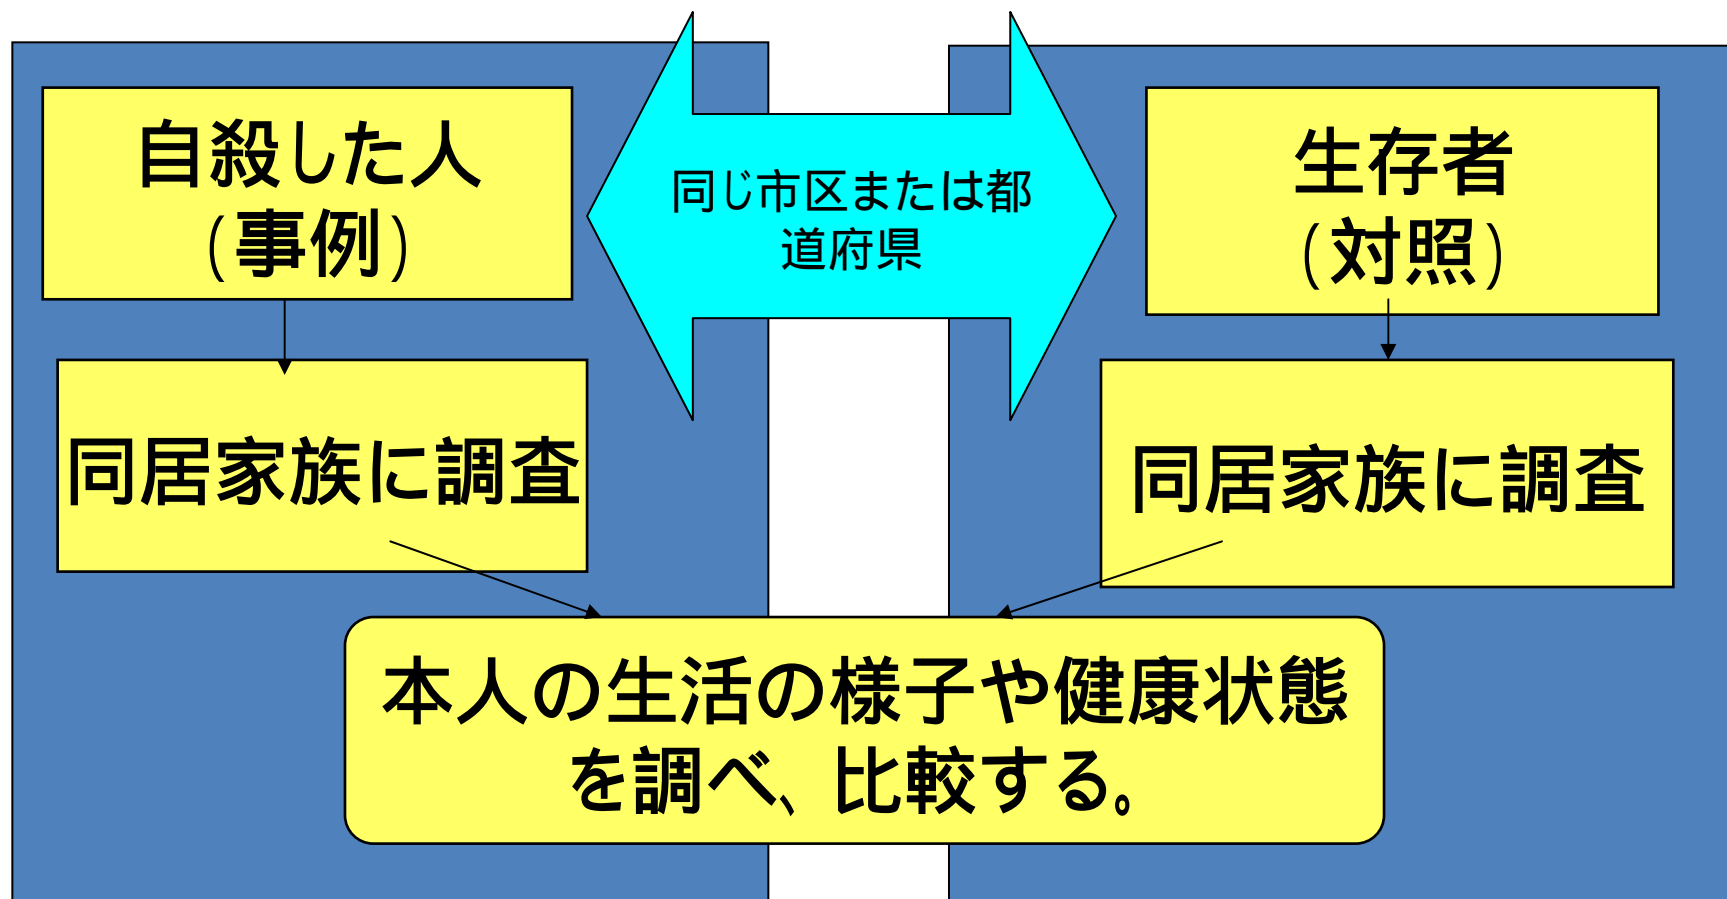 自殺した人
(事例)
同じ市区または都
道府県
生存者
(対照)
同居家族に調査
同居家族に調査
本人の生活の様子や健康状態
を調べ、比較する。